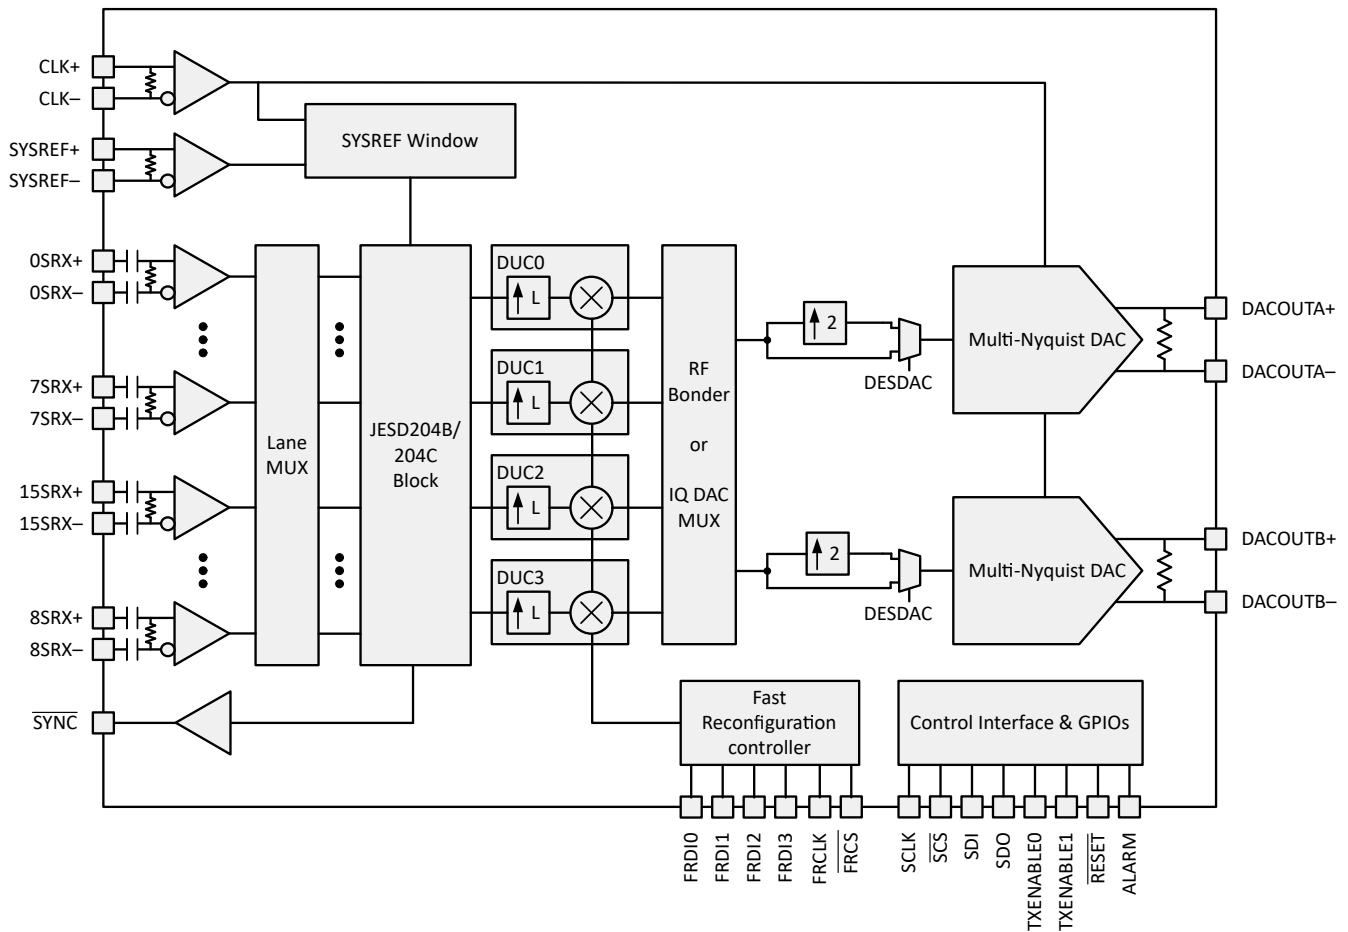 CLK+
CLK–
SYSREF+
SYSREF–
SYSREF Window
0SRX+
0SRX–
7SRX+
7SRX–
15SRX+
15SRX–
8SRX+
8SRX–
SYNC
Lane
MUX
JESD204B/
204C
Block
DUC0
L
DUC1
L
DUC2
L
DUC3
L
RF
Bonder
or
IQ DAC
MUX
2
DESDAC
Multi-Nyquist DAC
DACOUTA+
DACOUTA–
2
DESDAC
Multi-Nyquist DAC
DACOUTB+
DACOUTB–
Fast
Reconfiguration
controller
Control Interface & GPIOs
FRDI0
FRDI1
FRDI2
FRDI3
FRCLK
FRCS
SCLK
SCS
SDI
SDO
TXENABLE0
TXENABLE1
RESET
ALARM